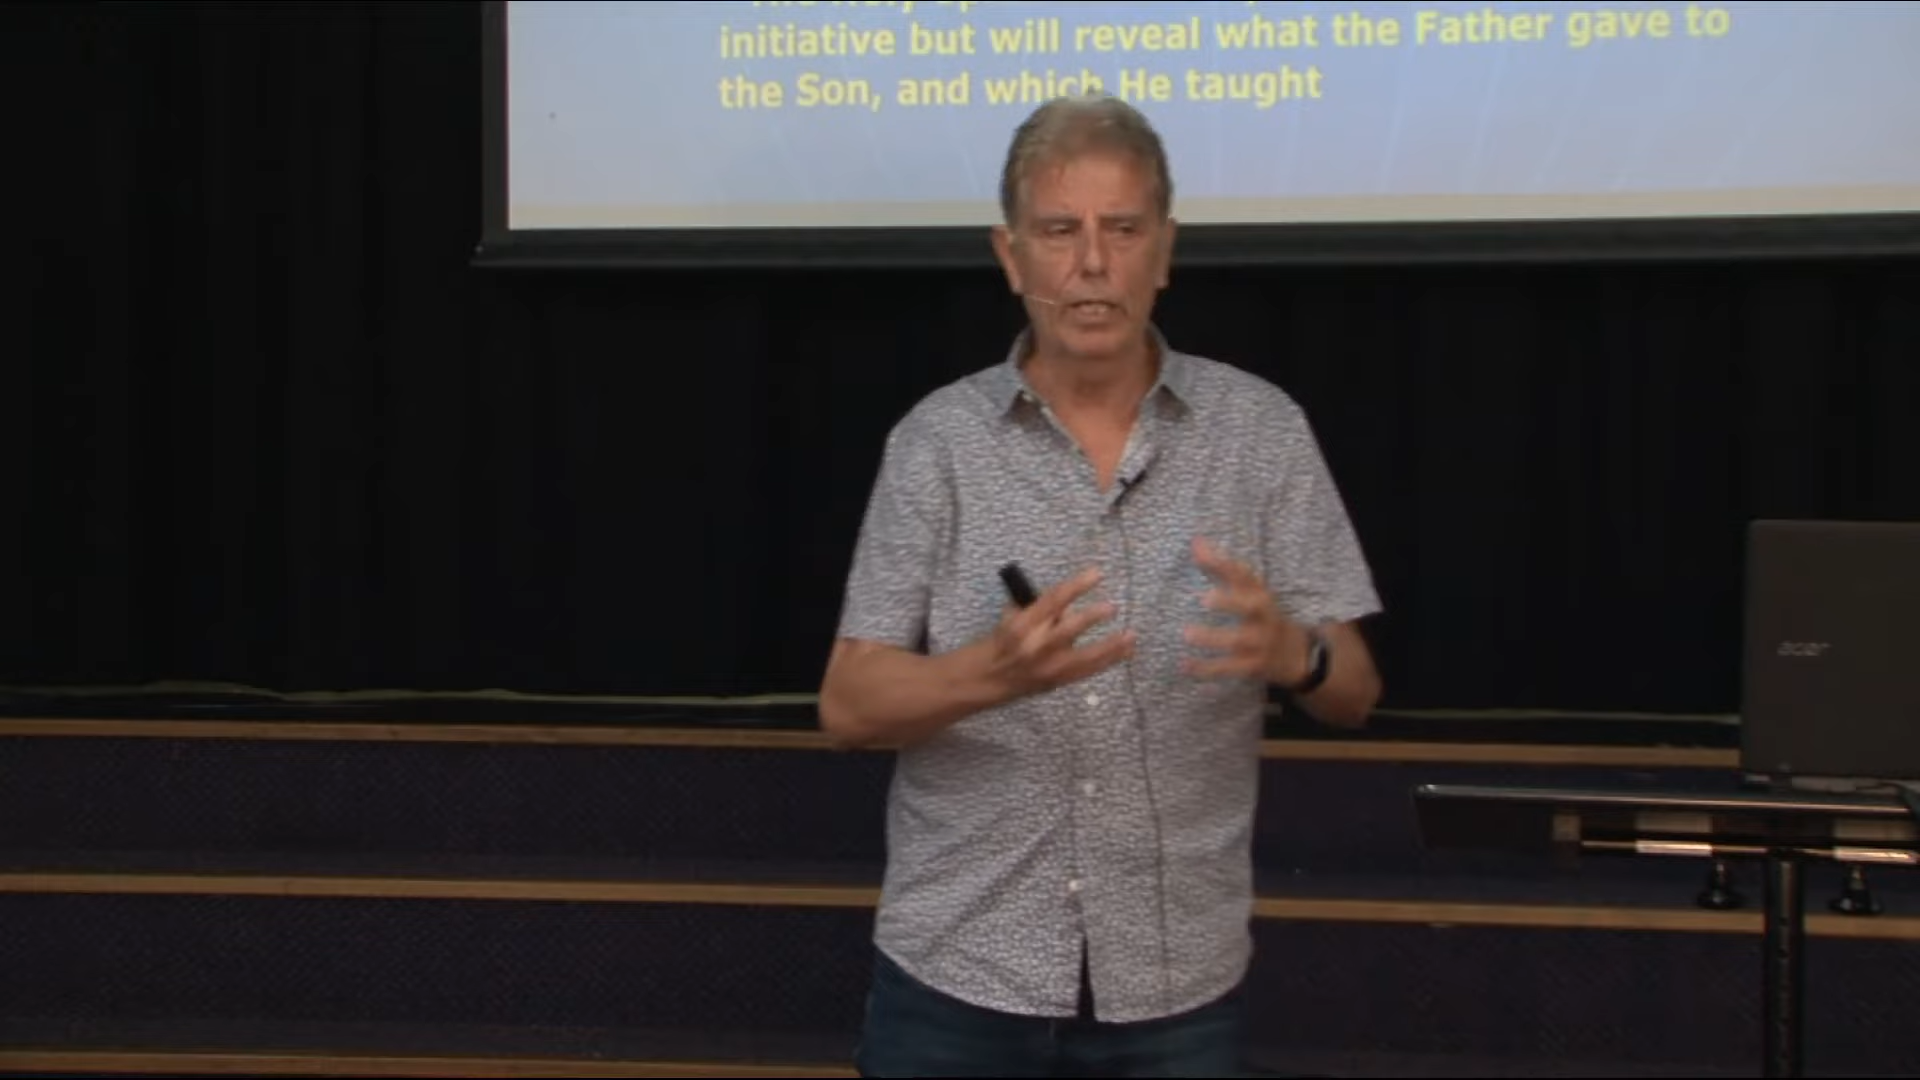 initiative but will reveal what the Father gave to
the Son, and which He taught
acer